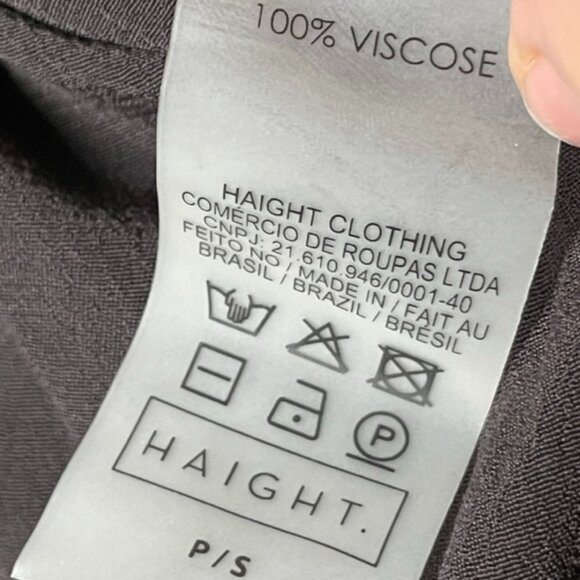 100% VISCOSE
HAIGHT CLOTHING
COMÉRCIO DE ROUPAS LTDA
CNPJ: 21.610.946/0001-40
FEITO NO / MADE IN / FAIT AU
BRASIL / BRAZIL / BRÉSIL
P
HAIGHT.
P/S